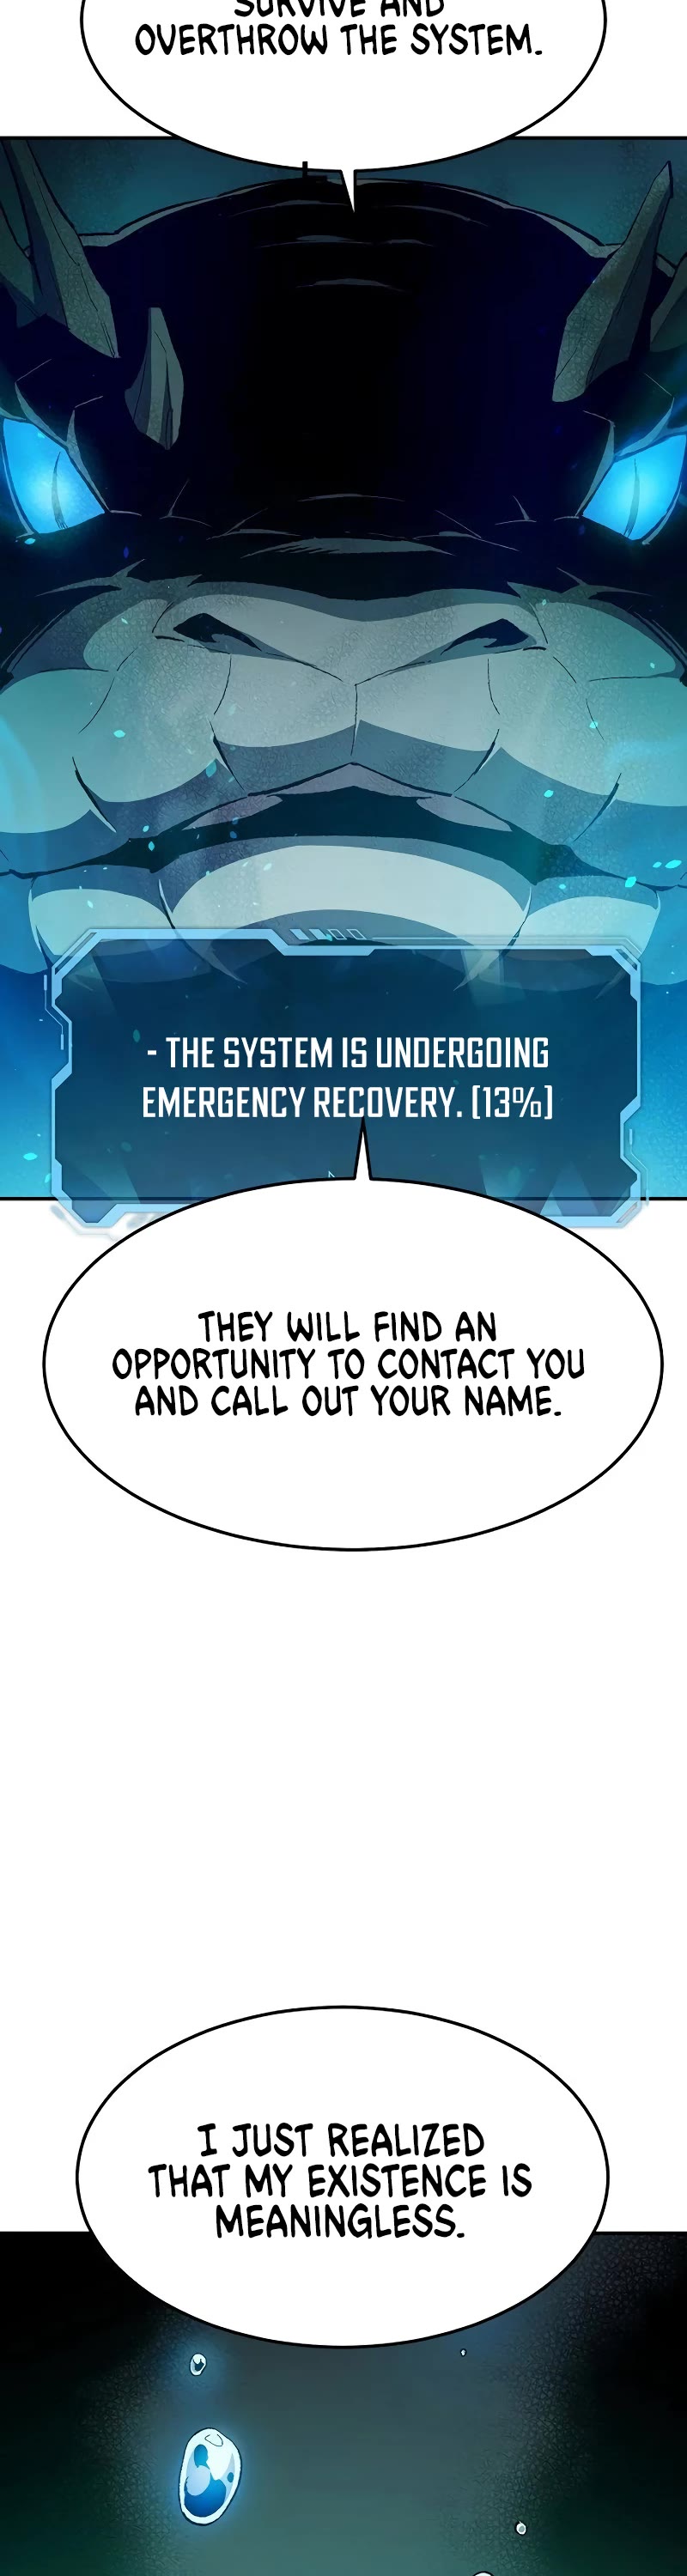 SURVIVE AND
OVERTHROW THE SYSTEM.
- THE SYSTEM IS UNDERGOING
EMERGENCY RECOVERY. [13%]
THEY WILL FIND AN
OPPORTUNITY TO CONTACT YOU
AND CALL OUT YOUR NAME.
I JUST REALIZED
THAT MY EXISTENCE IS
MEANINGLESS.